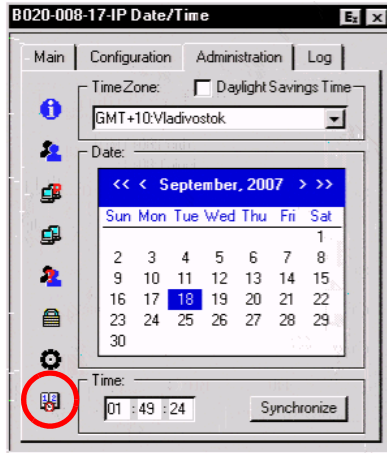 B020-008-17-IP Date/Time
Main Configuration Administration Log
TimeZone: Daylight Savings Time
GMT+10:Vladivostok
Date:
<< < September, 2007 > >>
Sun Mon Tue Wed Thu Fri Sat
1
2 3 4 5 6 7 8
9 10 11 12 13 14 15
16 17 18 19 20 21 22
23 24 25 26 27 28 29
30
Time:
01 : 49 : 24 Synchronize